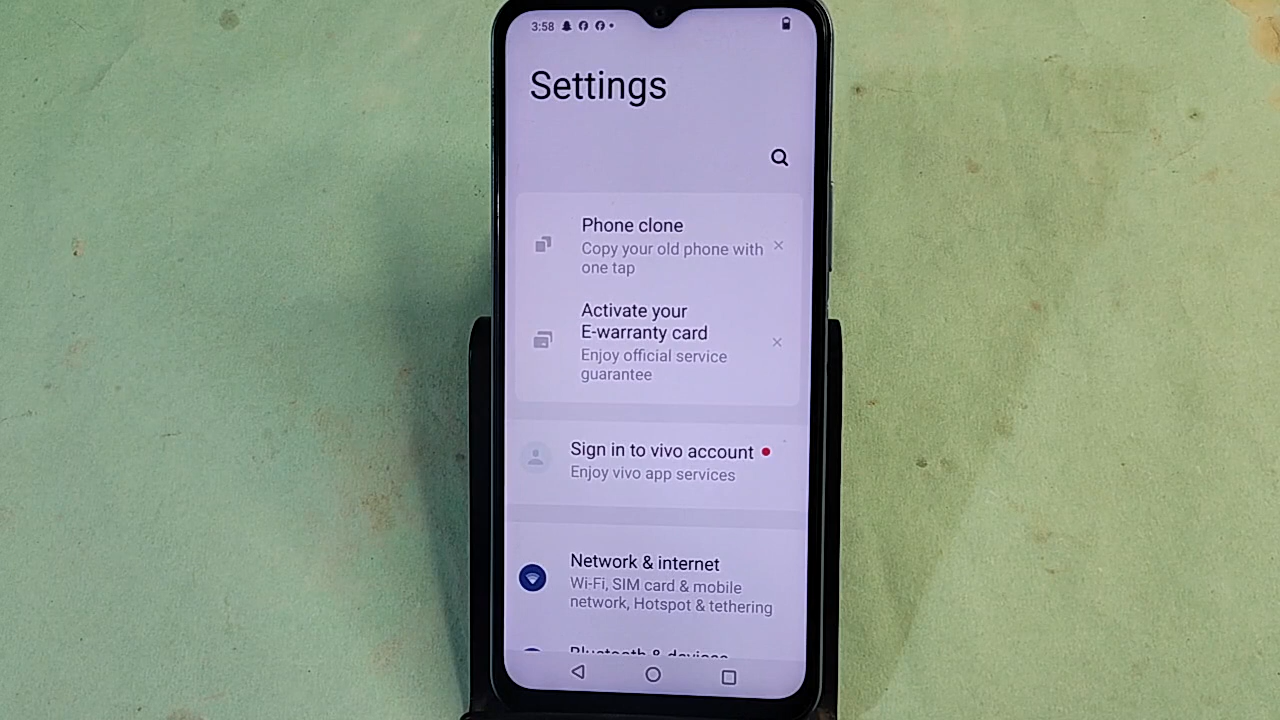 3:58
Settings
Phone clone
Copy your old phone with
one tap
Activate your
E-warranty card
Enjoy official service
guarantee
Sign in to vivo account
Enjoy vivo app services
Network & internet
Wi-Fi, SIM card & mobile
network, Hotspot & tethering
Bluetooth & devices